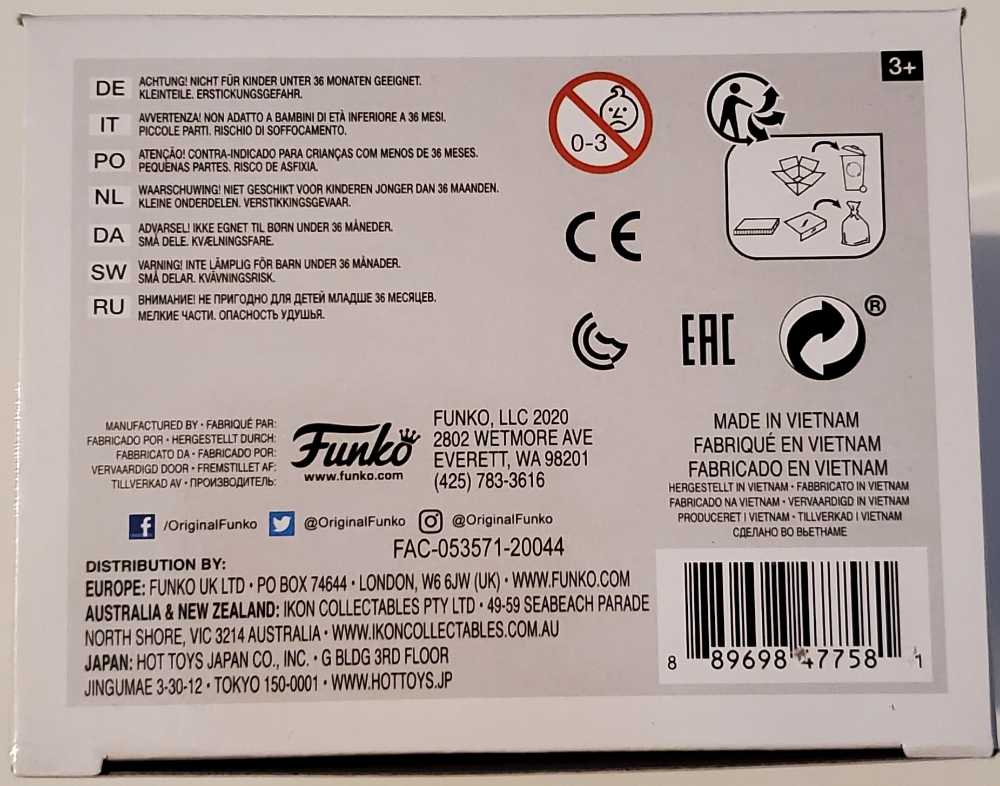 3+
DE ACHTUNG! NICHT FÜR KINDER UNTER 36 MONATEN GEEIGNET.
KLEINTEILE. ERSTICKUNGSGEFAHR.
IT AVVERTENZA! NON ADATTO A BAMBINI DI ETÀ INFERIORE A 36 MESI.
PICCOLE PARTI. RISCHIO DI SOFFOCAMENTO.
PO ATENÇÃO! CONTRA-INDICADO PARA CRIANÇAS COM MENOS DE 36 MESES.
PEQUENAS PARTES. RISCO DE ASFIXIA.
NL WAARSCHUWING! NIET GESCHIKT VOOR KINDEREN JONGER DAN 36 MAANDEN.
KLEINE ONDERDELEN. VERSTIKKINGSGEVAAR.
DA ADVARSEL! IKKE EGNET TIL BØRN UNDER 36 MÅNEDER.
SMÅ DELE. KVÆLNINGSFARE.
SW VARNING! INTE LÄMPLIG FÖR BARN UNDER 36 MÅNADER.
SMÅ DELAR. KVÄVNINGSRISK.
RU ВНИМАНИЕ! НЕ ПРИГОДНО ДЛЯ ДЕТЕЙ МЛАДШЕ 36 МЕСЯЦЕВ.
МЕЛКИЕ ЧАСТИ. ОПАСНОСТЬ УДУШЬЯ.
0-3
CE
EAC
®
MANUFACTURED BY • FABRIQUÉ PAR:
FABRICADO POR • HERGESTELLT DURCH:
FABBRICATO DA • FABRICADO POR:
VERVAARDIGD DOOR • FREMSTILLET AF:
TILLVERKAD AV • ПРОИЗВОДИТЕЛЬ:
Funko
www.funko.com
FUNKO, LLC 2020
2802 WETMORE AVE
EVERETT, WA 98201
(425) 783-3616
MADE IN VIETNAM
FABRIQUÉ EN VIETNAM
FABRICADO EN VIETNAM
HERGESTELLT IN VIETNAM • FABBRICATO IN VIETNAM
FABRICADO NA VIETNAM • VERVAARDIGD IN VIETNAM
PRODUCERET I VIETNAM • TILLVERKAD I VIETNAM
СДЕЛАНО ВО ВЬЕТНАМЕ
/OriginalFunko @OriginalFunko @OriginalFunko
FAC-053571-20044
DISTRIBUTION BY:
EUROPE: FUNKO UK LTD • PO BOX 74644 • LONDON, W6 6JW (UK) • WWW.FUNKO.COM
AUSTRALIA & NEW ZEALAND: IKON COLLECTABLES PTY LTD • 49-59 SEABEACH PARADE
NORTH SHORE, VIC 3214 AUSTRALIA • WWW.IKONCOLLECTABLES.COM.AU
JAPAN: HOT TOYS JAPAN CO., INC. • G BLDG 3RD FLOOR
JINGUMAE 3-30-12 • TOKYO 150-0001 • WWW.HOTTOYS.JP
8 89698 47758 1